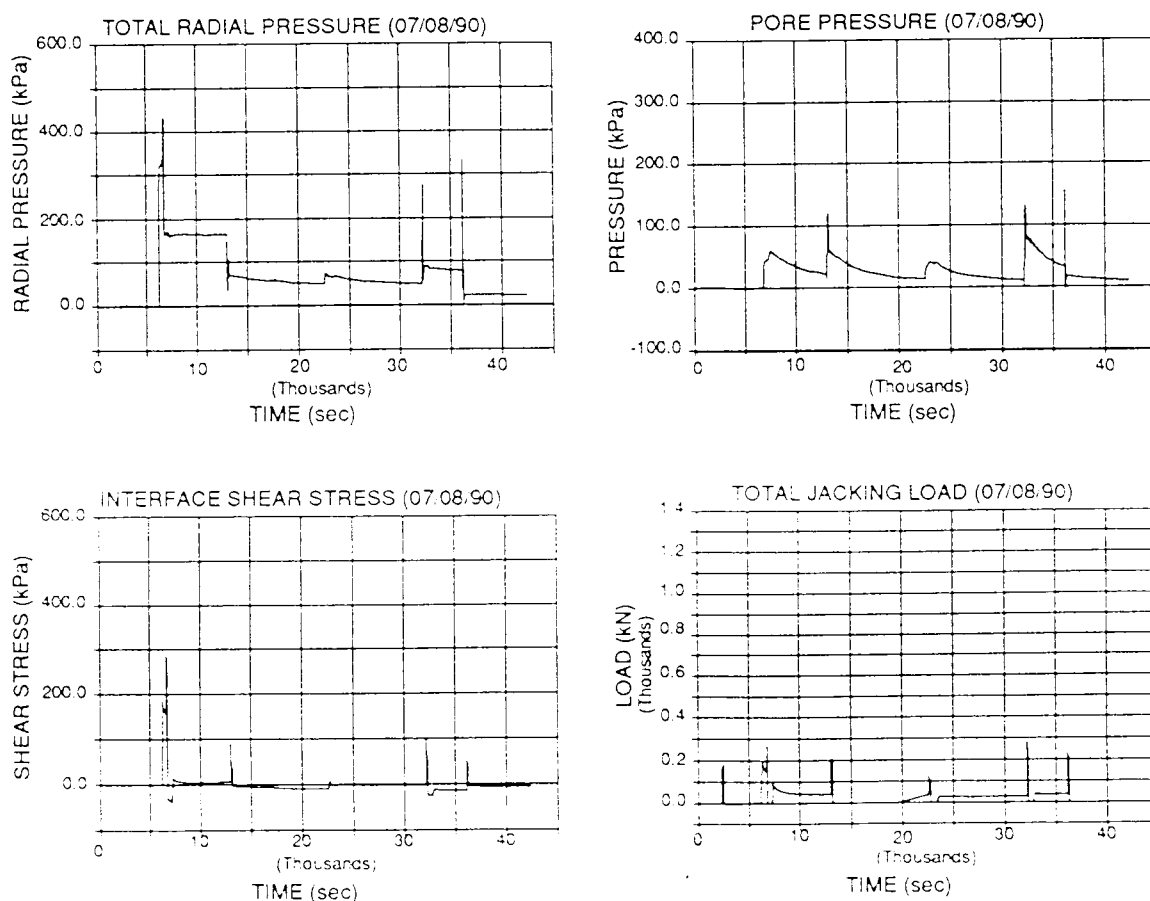 TOTAL RADIAL PRESSURE (07/08/90)
600.0
400.0
200.0
0.0
RADIAL PRESSURE (kPa)
0 10 20 30 40
(Thousands)
TIME (sec)
PORE PRESSURE (07/08/90)
400.0
300.0
200.0
100.0
0.0
-100.0
PRESSURE (kPa)
0 10 20 30 40
(Thousands)
TIME (sec)
INTERFACE SHEAR STRESS (07/08/90)
600.0
400.0
200.0
0.0
SHEAR STRESS (kPa)
0 10 20 30 40
(Thousands)
TIME (sec)
TOTAL JACKING LOAD (07/08/90)
1.4
1.2
1.0
0.8
0.6
0.4
0.2
0.0
LOAD (kN)
(Thousands)
0 10 20 30 40
(Thousands)
TIME (sec)